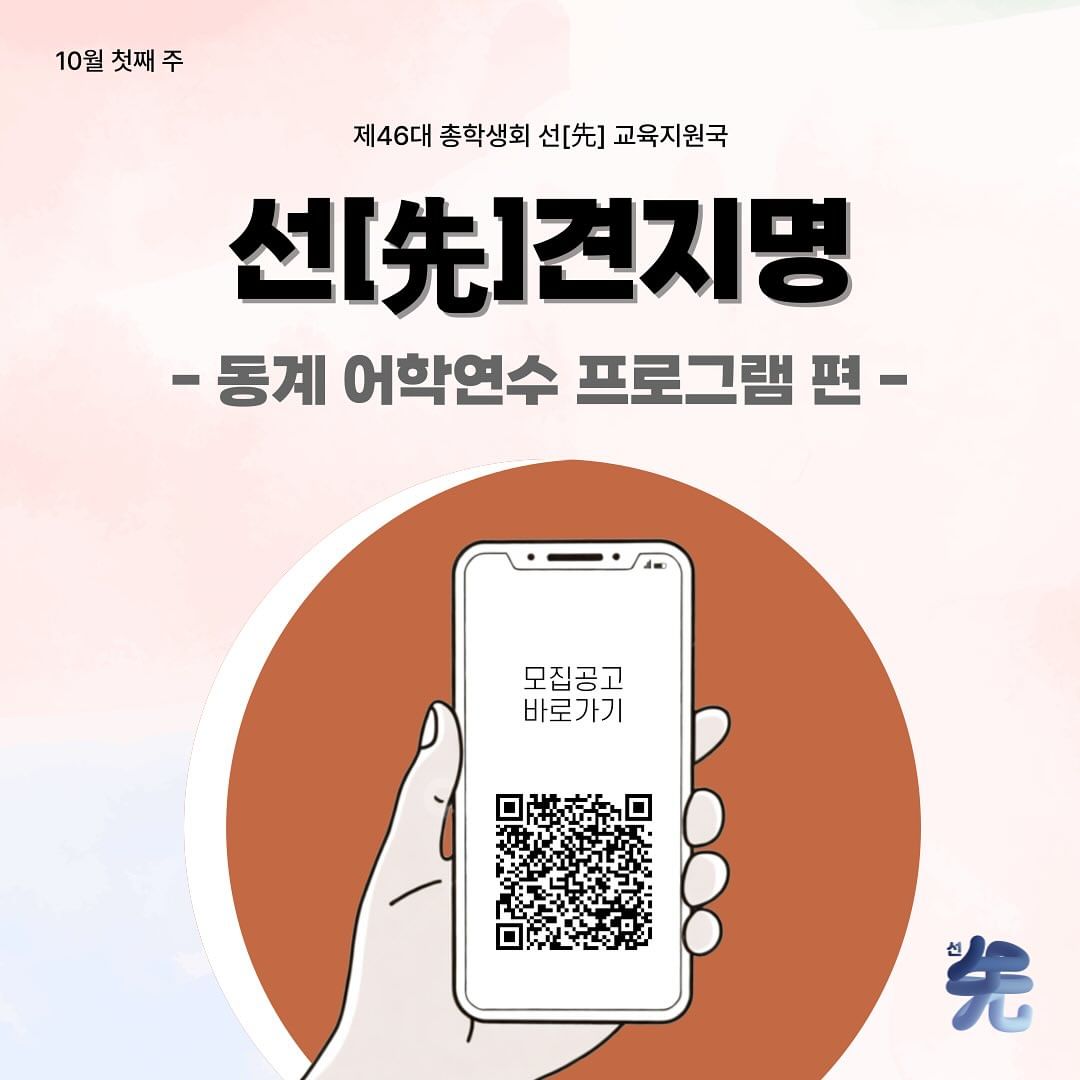 10월 첫째 주
제46대 총학생회 선[先] 교육지원국
선[先]견지명
- 동계 어학연수 프로그램 편 -
모집공고
바로가기
선
先